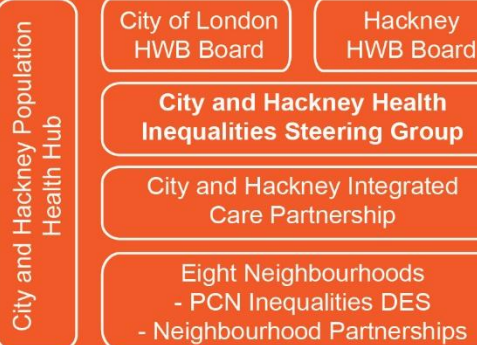 City and Hackney Population
Health Hub
City of London
HWB Board
Hackney
HWB Board
City and Hackney Health
Inequalities Steering Group
City and Hackney Integrated
Care Partnership
Eight Neighbourhoods
- PCN Inequalities DES
- Neighbourhood Partnerships